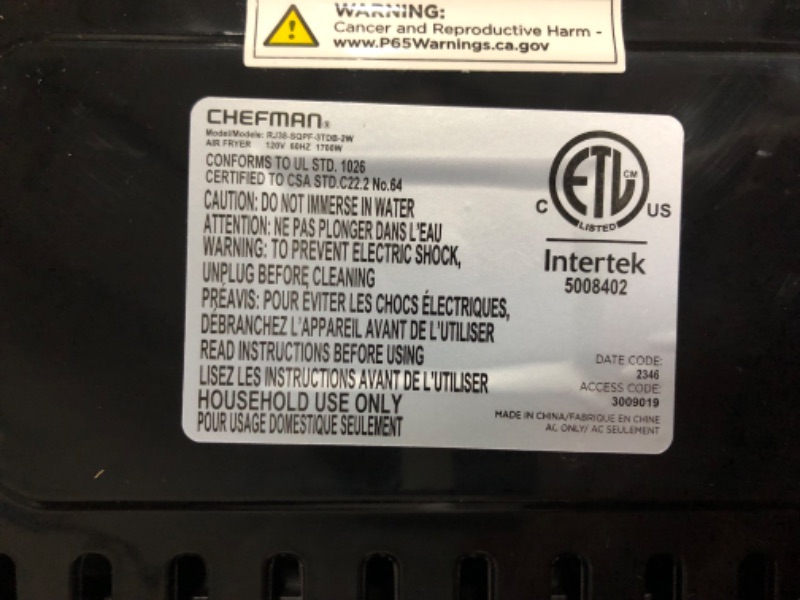 WARNING:
Cancer and Reproductive Harm -
www.P65Warnings.ca.gov
CHEFMAN®
Model/Modele: RJ38-SQPF-3TDB-2W
AIR FRYER 120V 60HZ 1700W
CONFORMS TO UL STD. 1026
CERTIFIED TO CSA STD.C22.2 No.64
CAUTION: DO NOT IMMERSE IN WATER
ATTENTION: NE PAS PLONGER DANS L'EAU
WARNING: TO PREVENT ELECTRIC SHOCK,
UNPLUG BEFORE CLEANING
PRÉAVIS: POUR ÉVITER LES CHOCS ÉLECTRIQUES,
DÉBRANCHEZ L'APPAREIL AVANT DE L'UTILISER
READ INSTRUCTIONS BEFORE USING
LISEZ LES INSTRUCTIONS AVANT DE L'UTILISER
HOUSEHOLD USE ONLY
POUR USAGE DOMESTIQUE SEULEMENT
ETL CM
C US
LISTED
Intertek
5008402
DATE CODE:
2346
ACCESS CODE:
3009019
MADE IN CHINA/FABRIQUE EN CHINE
AC ONLY/ AC SEULEMENT